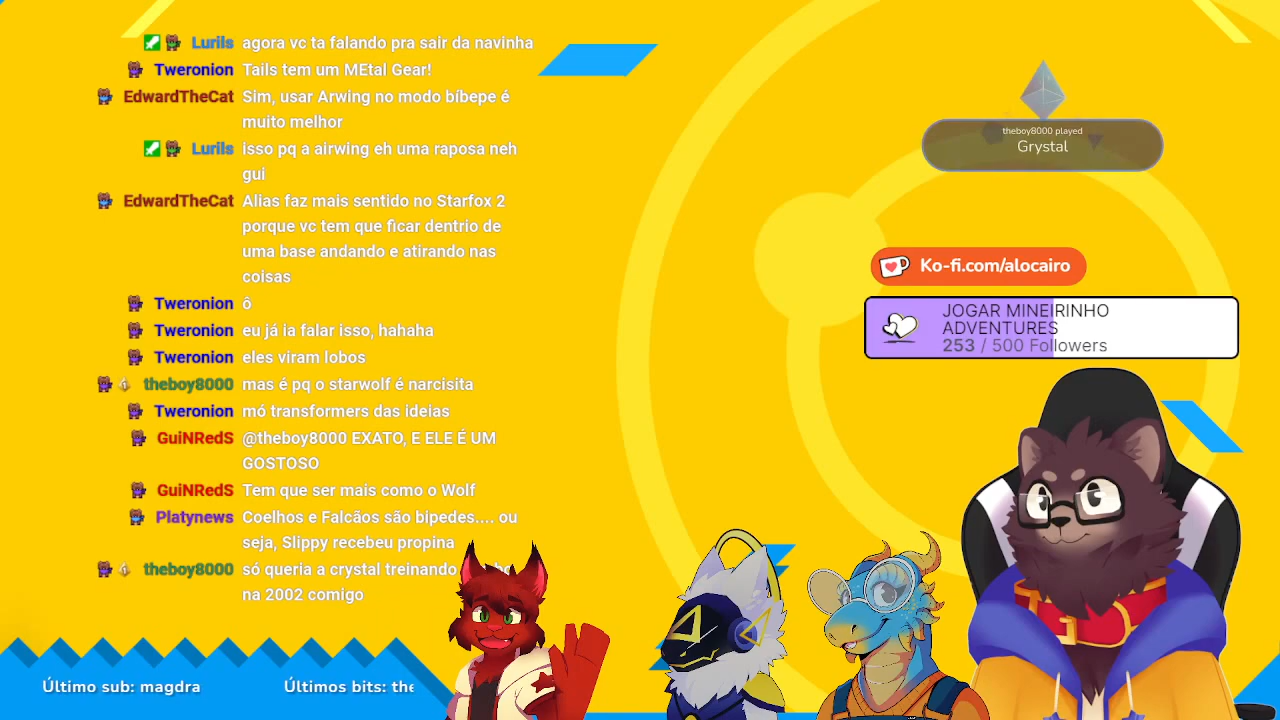 Lurils agora vc ta falando pra sair da navinha
Tweronion Tails tem um MEtal Gear!
EdwardTheCat Sim, usar Arwing no modo bíbepe é
muito melhor
Lurils isso pq a airwing eh uma raposa neh
gui
EdwardTheCat Alias faz mais sentido no Starfox 2
porque vc tem que ficar dentrio de
uma base andando e atirando nas
coisas
Tweronion ô
Tweronion eu já ia falar isso, hahaha
Tweronion eles viram lobos
theboy8000 mas é pq o starwolf é narcisita
Tweronion mó transformers das ideias
GuiNRedS @theboy8000 EXATO, E ELE É UM
GOSTOSO
GuiNRedS Tem que ser mais como o Wolf
Platynews Coelhos e Falcãos são bipedes.... ou
seja, Slippy recebeu propina
theboy8000 só queria a crystal treinando
na 2002 comigo
theboy8000 played
Grystal
Ko-fi.com/alocairo
JOGAR MINEIRINHO
ADVENTURES
253 / 500 Followers
Último sub: magdra
Últimos bits: the